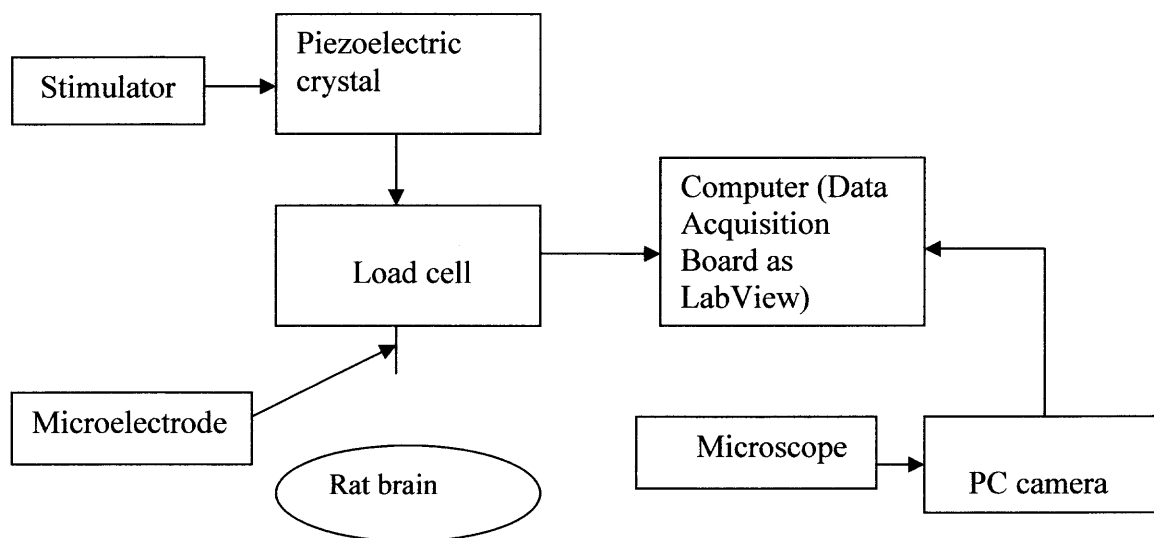 Piezoelectric
crystal
Stimulator
Load cell
Computer (Data
Acquisition
Board as
LabView)
Microelectrode
Rat brain
Microscope
PC camera